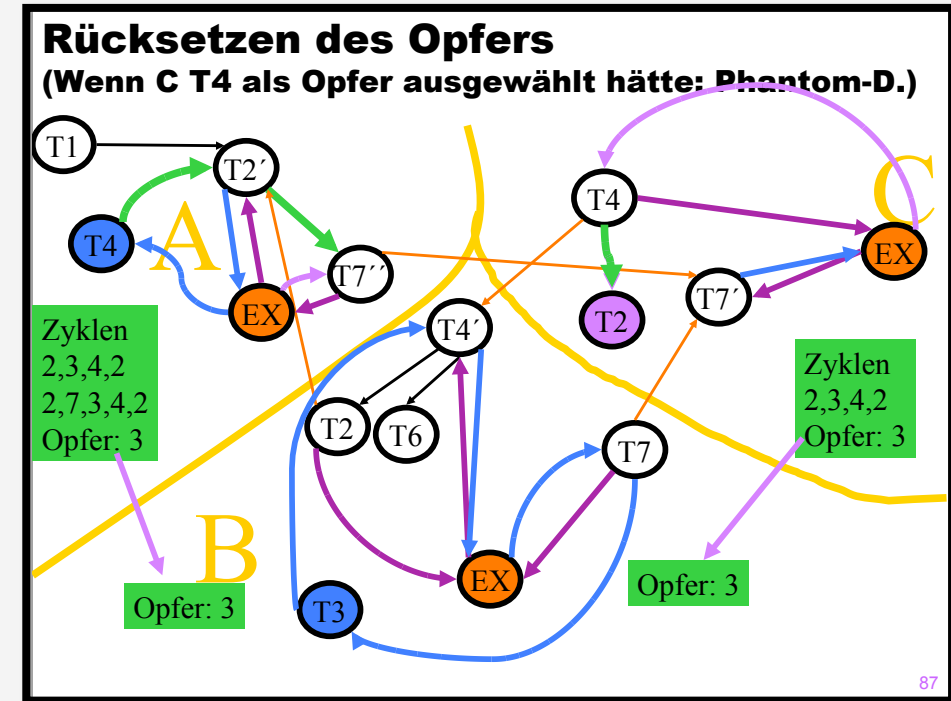 Rücksetzen des Opfers
(Wenn C T4 als Opfer ausgewählt hätte: Phantom-D.)
T1
T2´
T4
A
EX
T7´´
T4
C
EX
T7´
T2
Zyklen
2,3,4,2
2,7,3,4,2
Opfer: 3
T4´
T2
T6
T7
Zyklen
2,3,4,2
Opfer: 3
B
EX
T3
Opfer: 3
Opfer: 3
87